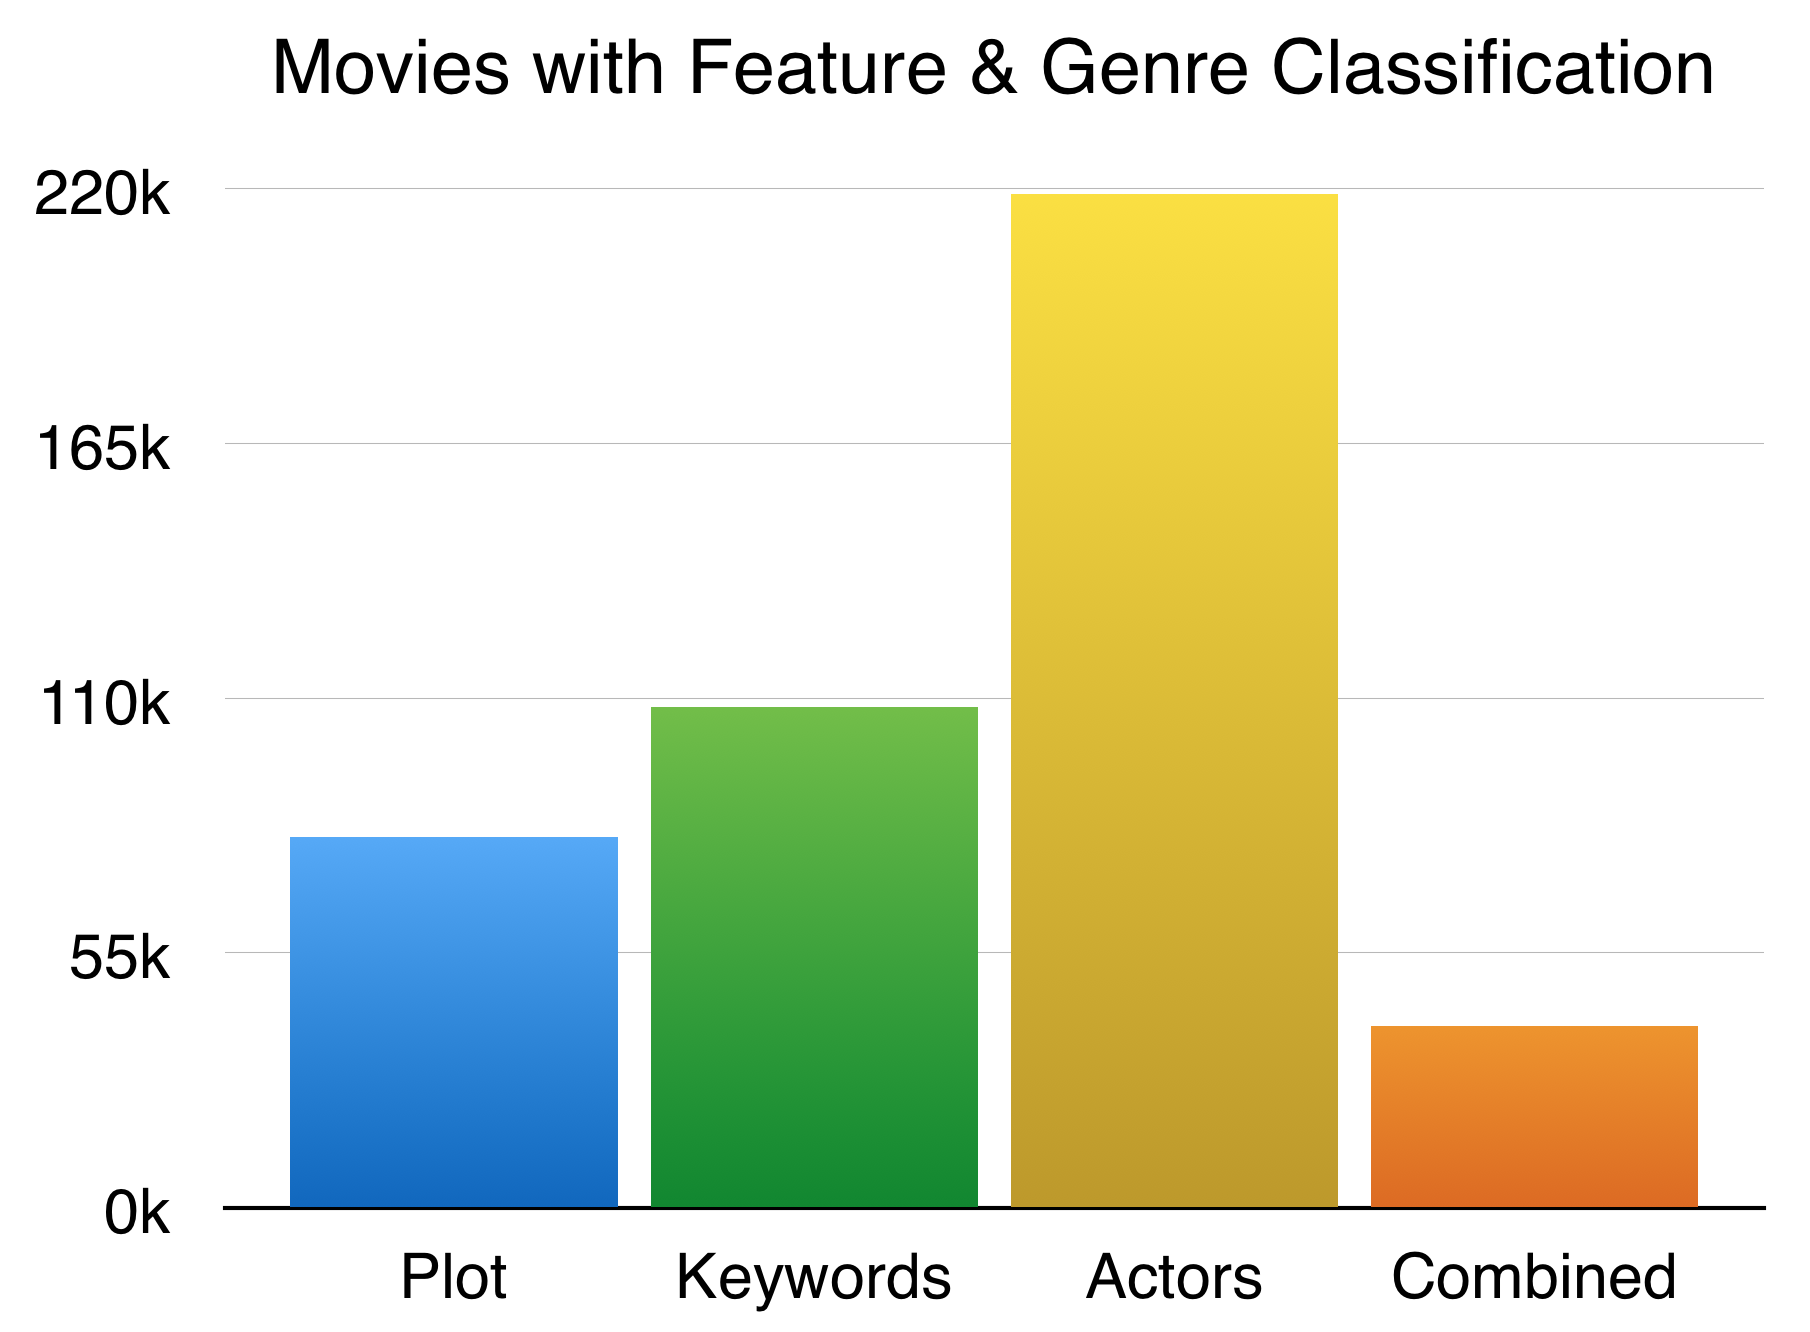 Movies with Feature & Genre Classification
220k
165k
110k
55k
0k
Plot Keywords Actors Combined